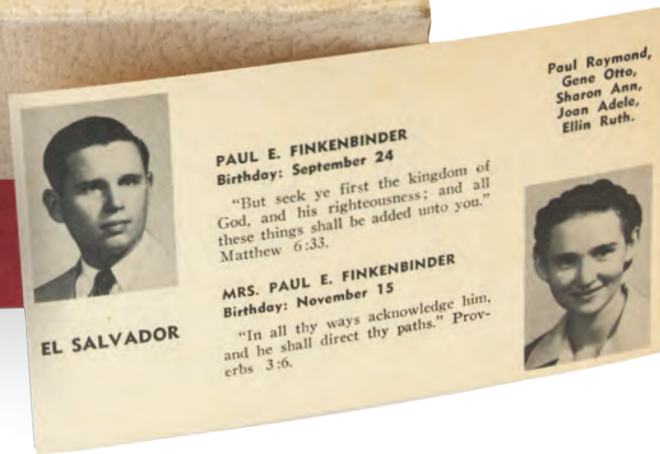 PAUL E. FINKENBINDER
Birthday: September 24
"But seek ye first the kingdom of
God, and his righteousness; and all
these things shall be added unto you."
Matthew 6:33.
MRS. PAUL E. FINKENBINDER
Birthday: November 15
"In all thy ways acknowledge him,
and he shall direct thy paths." Prov-
erbs 3:6.
EL SALVADOR
Paul Raymond,
Gene Otto,
Sharon Ann,
Joan Adele,
Ellin Ruth.